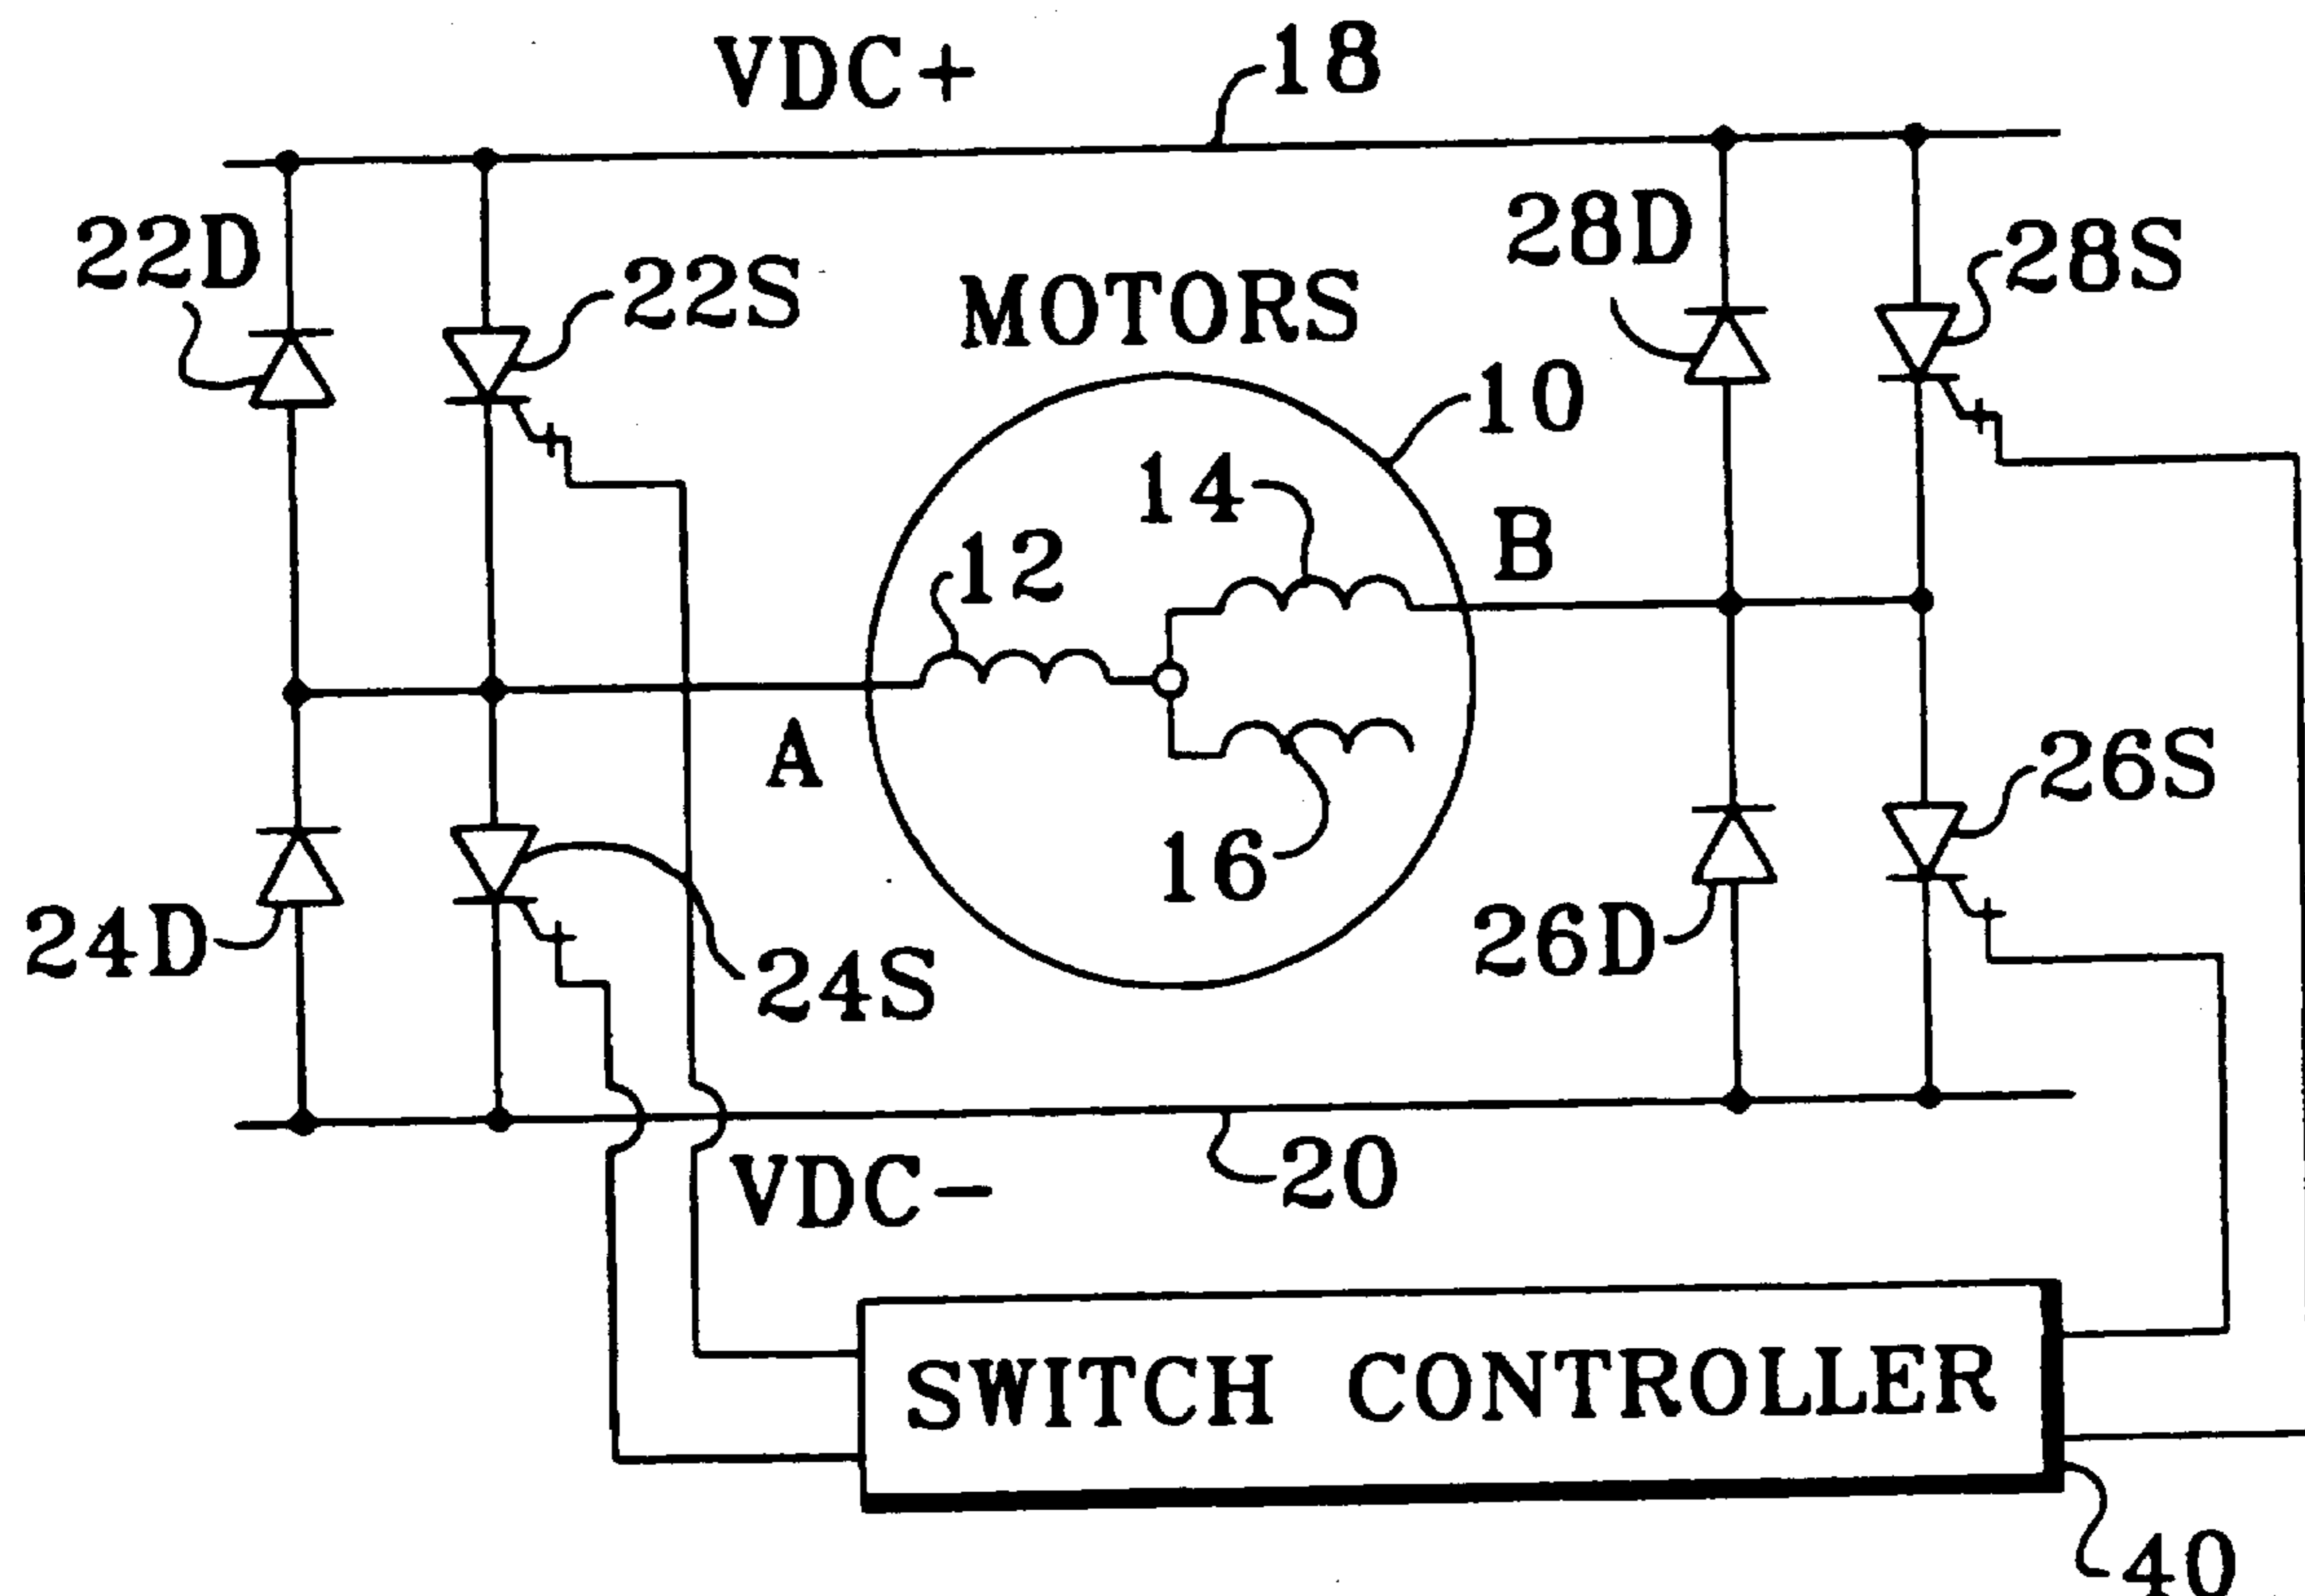 VDC+
18
22D
22S
MOTORS
28D
28S
10
14
12
B
A
16
26S
24D
24S
26D
VDC-
20
SWITCH CONTROLLER
40